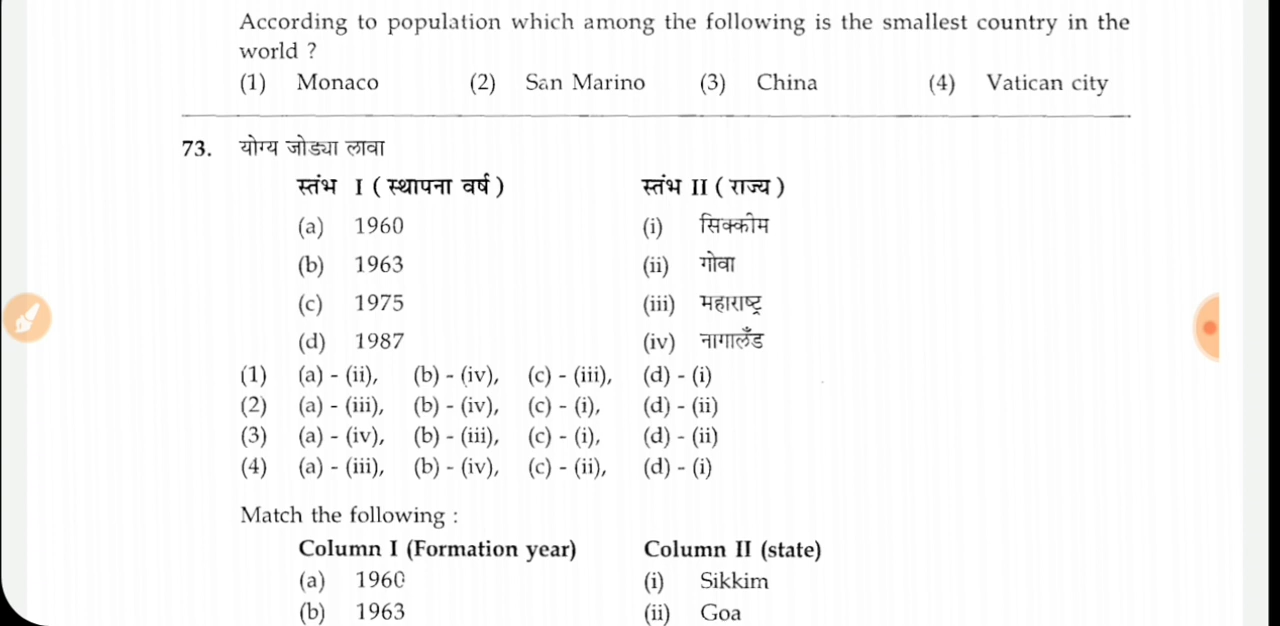 According to population which among the following is the smallest country in the
world ?
(1) Monaco (2) San Marino (3) China (4) Vatican city
73. योग्य जोड्या लावा
स्तंभ I ( स्थापना वर्ष ) स्तंभ II ( राज्य )
(a) 1960 (i) सिक्कीम
(b) 1963 (ii) गोवा
(c) 1975 (iii) महाराष्ट्र
(d) 1987 (iv) नागालँड
(1) (a) - (ii), (b) - (iv), (c) - (iii), (d) - (i)
(2) (a) - (iii), (b) - (iv), (c) - (i), (d) - (ii)
(3) (a) - (iv), (b) - (iii), (c) - (i), (d) - (ii)
(4) (a) - (iii), (b) - (iv), (c) - (ii), (d) - (i)
Match the following :
Column I (Formation year) Column II (state)
(a) 1960 (i) Sikkim
(b) 1963 (ii) Goa